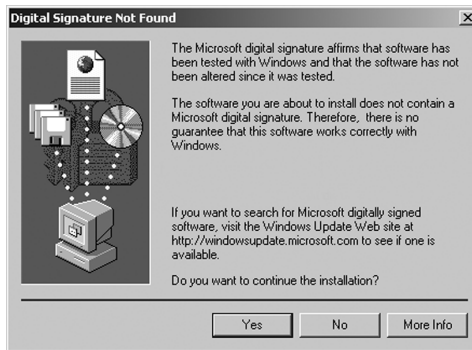 Digital Signature Not Found
The Microsoft digital signature affirms that software has
been tested with Windows and that the software has not
been altered since it was tested.
The software you are about to install does not contain a
Microsoft digital signature. Therefore, there is no
guarantee that this software works correctly with
Windows.
If you want to search for Microsoft digitally signed
software, visit the Windows Update Web site at
http://windowsupdate.microsoft.com to see if one is
available.
Do you want to continue the installation?
Yes No More Info